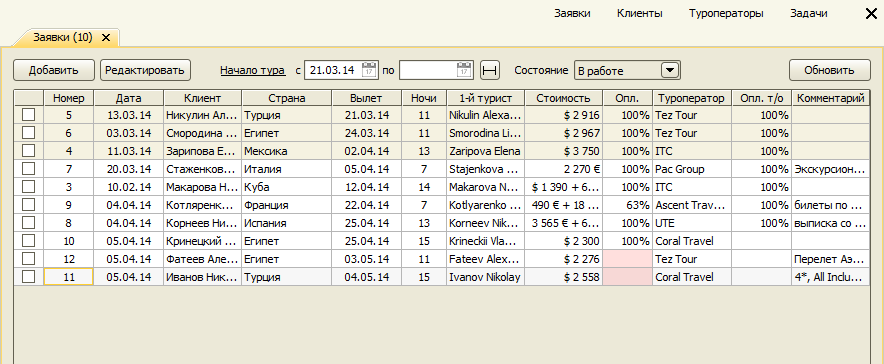 Заявки Клиенты Туроператоры Задачи
Заявки (10)
Добавить Редактировать Начало тура с 21.03.14 17 по 17 Состояние В работе Обновить
Номер Дата Клиент Страна Вылет Ночи 1-й турист Стоимость Опл. Туроператор Опл. т/о Комментарий
5 13.03.14 Никулин Ал... Турция 21.03.14 11 Nikulin Alexa... $ 2 916 100% Tez Tour 100%
6 03.03.14 Смородина ... Египет 24.03.14 11 Smorodina Li... $ 2 967 100% Tez Tour 100%
4 11.03.14 Зарипова Е... Мексика 02.04.14 13 Zaripova Elena $ 3 750 100% ITC 100%
7 20.03.14 Стаженков... Италия 05.04.14 7 Stajenkova ... 2 270 € 100% Pac Group 100% Экскурсион...
3 10.02.14 Макарова Н... Куба 12.04.14 14 Makarova N... $ 1 390 + 6... 100% ITC 100%
9 04.04.14 Котляренк... Франция 22.04.14 7 Kotlyarenko ... 490 € + 18 ... 63% Ascent Trav... 100% билеты по ...
8 04.04.14 Корнеев Ни... Испания 25.04.14 13 Korneev Nik... 3 565 € + 6... 100% UTE 100% выписка со ...
10 05.04.14 Кринецкий ... Египет 25.04.14 15 Krineckii Vla... $ 2 300 100% Coral Travel
12 05.04.14 Фатеев Але... Египет 03.05.14 11 Fateev Alex... $ 2 276 Tez Tour Перелет Аэ...
11 05.04.14 Иванов Ник... Турция 04.05.14 15 Ivanov Nikolay $ 2 558 Coral Travel 4*, All Inclu...